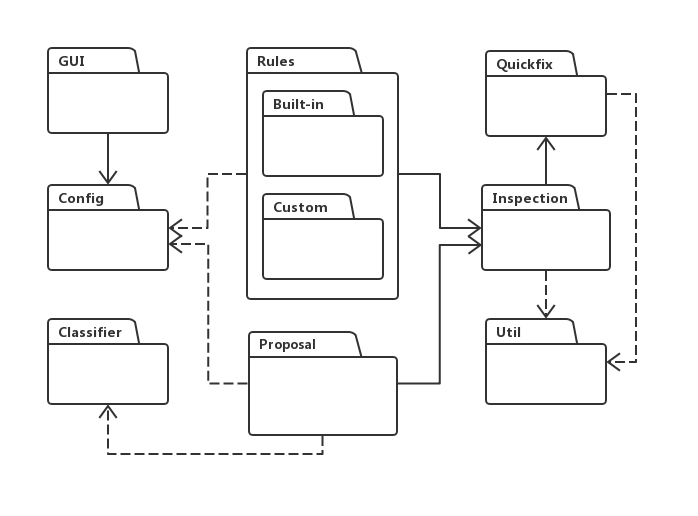 GUI
Rules
Quickfix
Built-in
Config
Custom
Inspection
Classifier
Proposal
Util